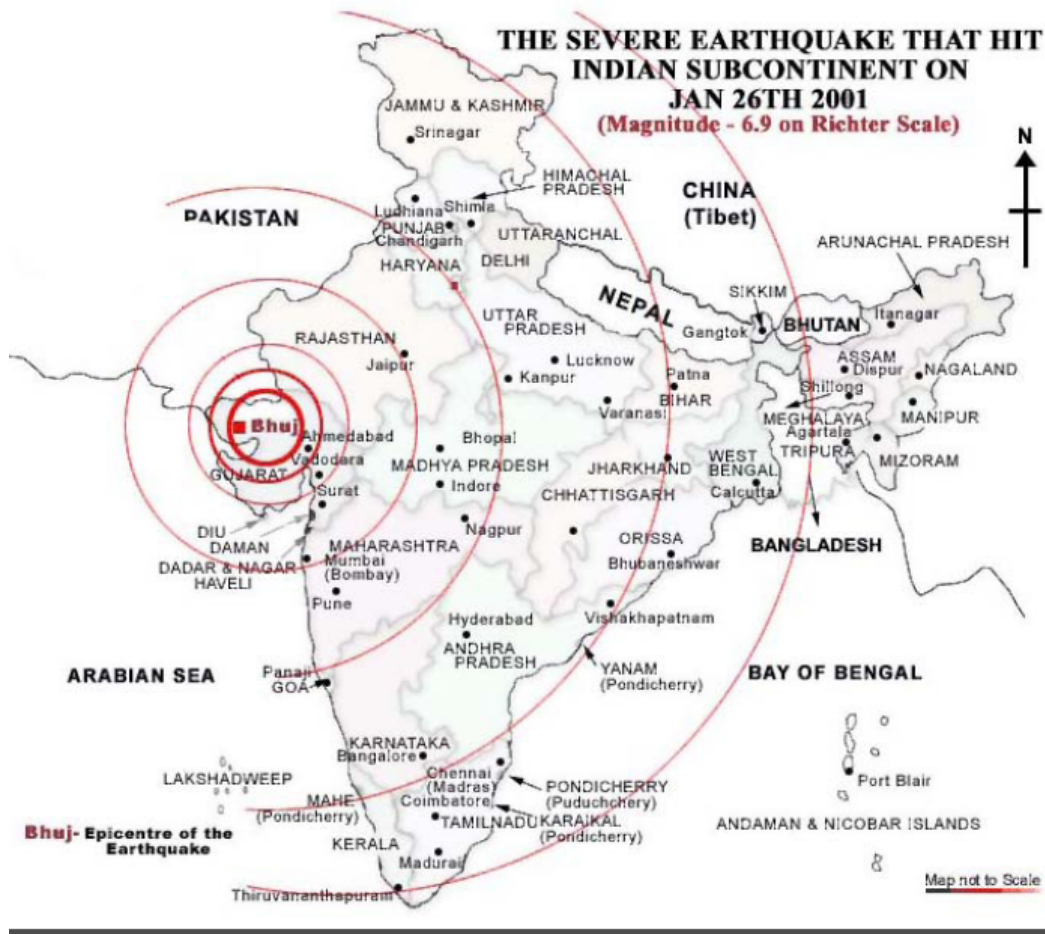 THE SEVERE EARTHQUAKE THAT HIT
INDIAN SUBCONTINENT ON
JAN 26TH 2001
(Magnitude - 6.9 on Richter Scale)
N
JAMMU & KASHMIR
Srinagar
HIMACHAL
PRADESH
CHINA
(Tibet)
PAKISTAN
Ludhiana
Shimla
PUNJAB
Chandigarh
UTTARANCHAL
HARYANA
DELHI
ARUNACHAL PRADESH
NEPAL
SIKKIM
Gangtok
BHUTAN
Itanagar
UTTAR
PRADESH
RAJASTHAN
Jaipur
Lucknow
Kanpur
Patna
BIHAR
Varanasi
ASSAM
Dispur
NAGALAND
Shillong
MEGHALAYA
MANIPUR
Agartala
TRIPURA
MIZORAM
Bhuj
Ahmedabad
Vadodara
GUJARAT
Surat
Bhopal
MADHYA PRADESH
Indore
JHARKHAND
WEST
BENGAL
Calcutta
CHHATTISGARH
Nagpur
DIU
DAMAN
DADAR & NAGAR
HAVELI
MAHARASHTRA
Mumbai
(Bombay)
Pune
ORISSA
Bhubaneshwar
BANGLADESH
Vishakhapatnam
Hyderabad
ANDHRA
PRADESH
YANAM
(Pondicherry)
ARABIAN SEA
Panaji
GOA
BAY OF BENGAL
KARNATAKA
Bangalore
LAKSHADWEEP
MAHE
(Pondicherry)
Chennai
(Madras)
Coimbatore
PONDICHERRY
(Puduchchery)
Port Blair
TAMILNADU
KARAIKAL
(Pondicherry)
ANDAMAN & NICOBAR ISLANDS
Bhuj- Epicentre of the
Earthquake
KERALA
Madurai
Thiruvananthapuram
Map not to Scale